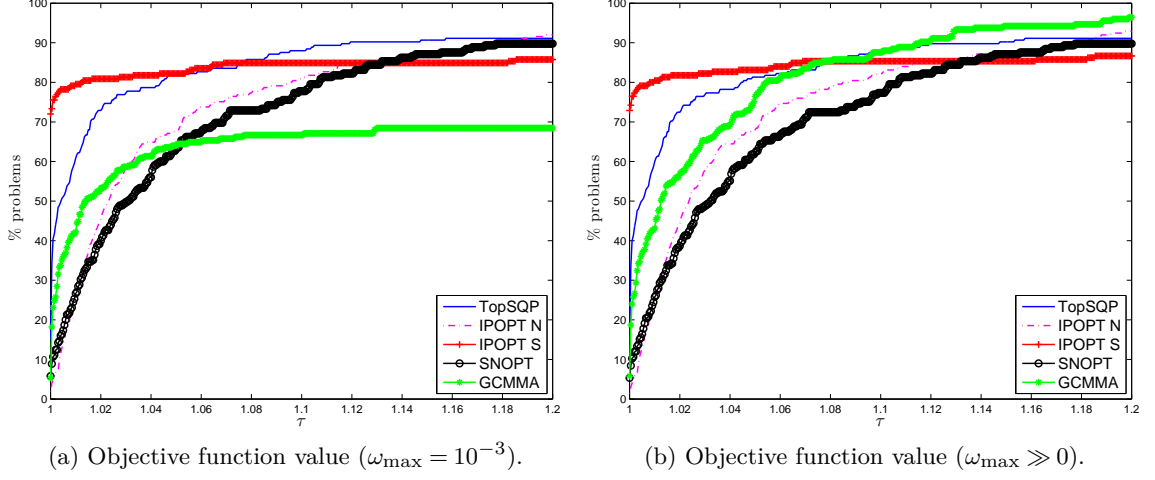 100
90
80
70
60
50
40
30
20
10
0
% problems
1 1.02 1.04 1.06 1.08 1.1 1.12 1.14 1.16 1.18 1.2
τ
TopSQP
IPOPT N
IPOPT S
SNOPT
GCMMA
(a) Objective function value (ω_max = 10^−3).
100
90
80
70
60
50
40
30
20
10
0
% problems
1 1.02 1.04 1.06 1.08 1.1 1.12 1.14 1.16 1.18 1.2
τ
TopSQP
IPOPT N
IPOPT S
SNOPT
GCMMA
(b) Objective function value (ω_max ≫ 0).